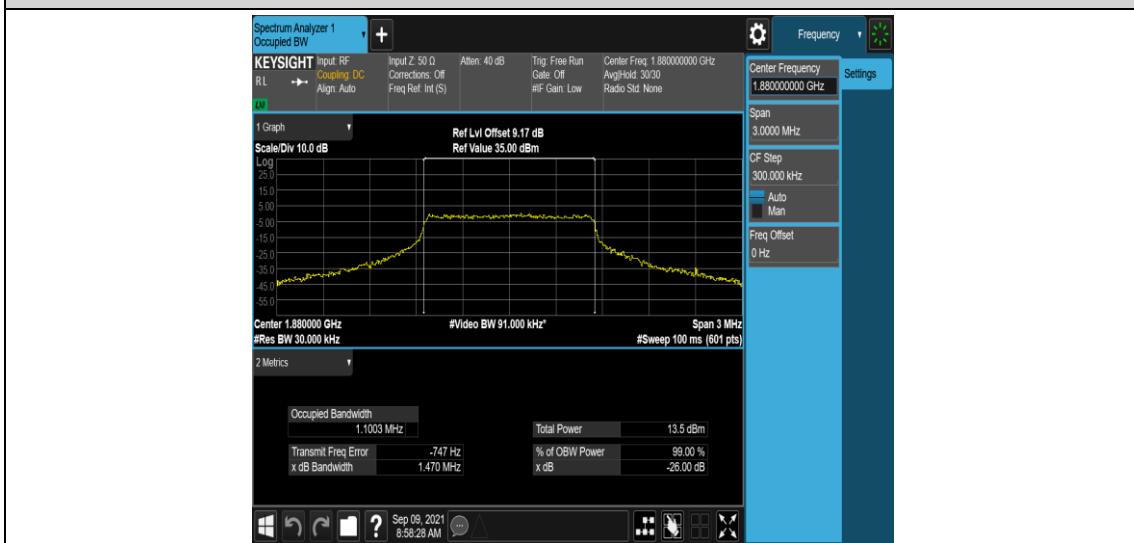 Spectrum Analyzer 1
Occupied BW
+
Frequency
KEYSIGHT
RL
Input: RF
Coupling: DC
Align: Auto
Input Z: 50 Ω
Corrections: Off
Freq Ref: Int (S)
Atten: 40 dB
Trig: Free Run
Gate: Off
#IF Gain: Low
Center Freq: 1.880000000 GHz
Avg|Hold: 30/30
Radio Std: None
Center Frequency
1.880000000 GHz
Settings
Span
3.0000 MHz
CF Step
300.000 kHz
Auto
Man
Freq Offset
0 Hz
1 Graph
Ref Lvl Offset 9.17 dB
Scale/Div 10.0 dB
Ref Value 35.00 dBm
Log
25.0
15.0
5.00
-5.00
-15.0
-25.0
-35.0
-45.0
-55.0
Center 1.880000 GHz
#Video BW 91.000 kHz*
Span 3 MHz
#Res BW 30.000 kHz
#Sweep 100 ms (601 pts)
2 Metrics
Occupied Bandwidth
1.1003 MHz
Total Power 13.5 dBm
Transmit Freq Error -747 Hz
% of OBW Power 99.00 %
x dB Bandwidth 1.470 MHz
x dB -26.00 dB
?
Sep 09, 2021
8:58:28 AM